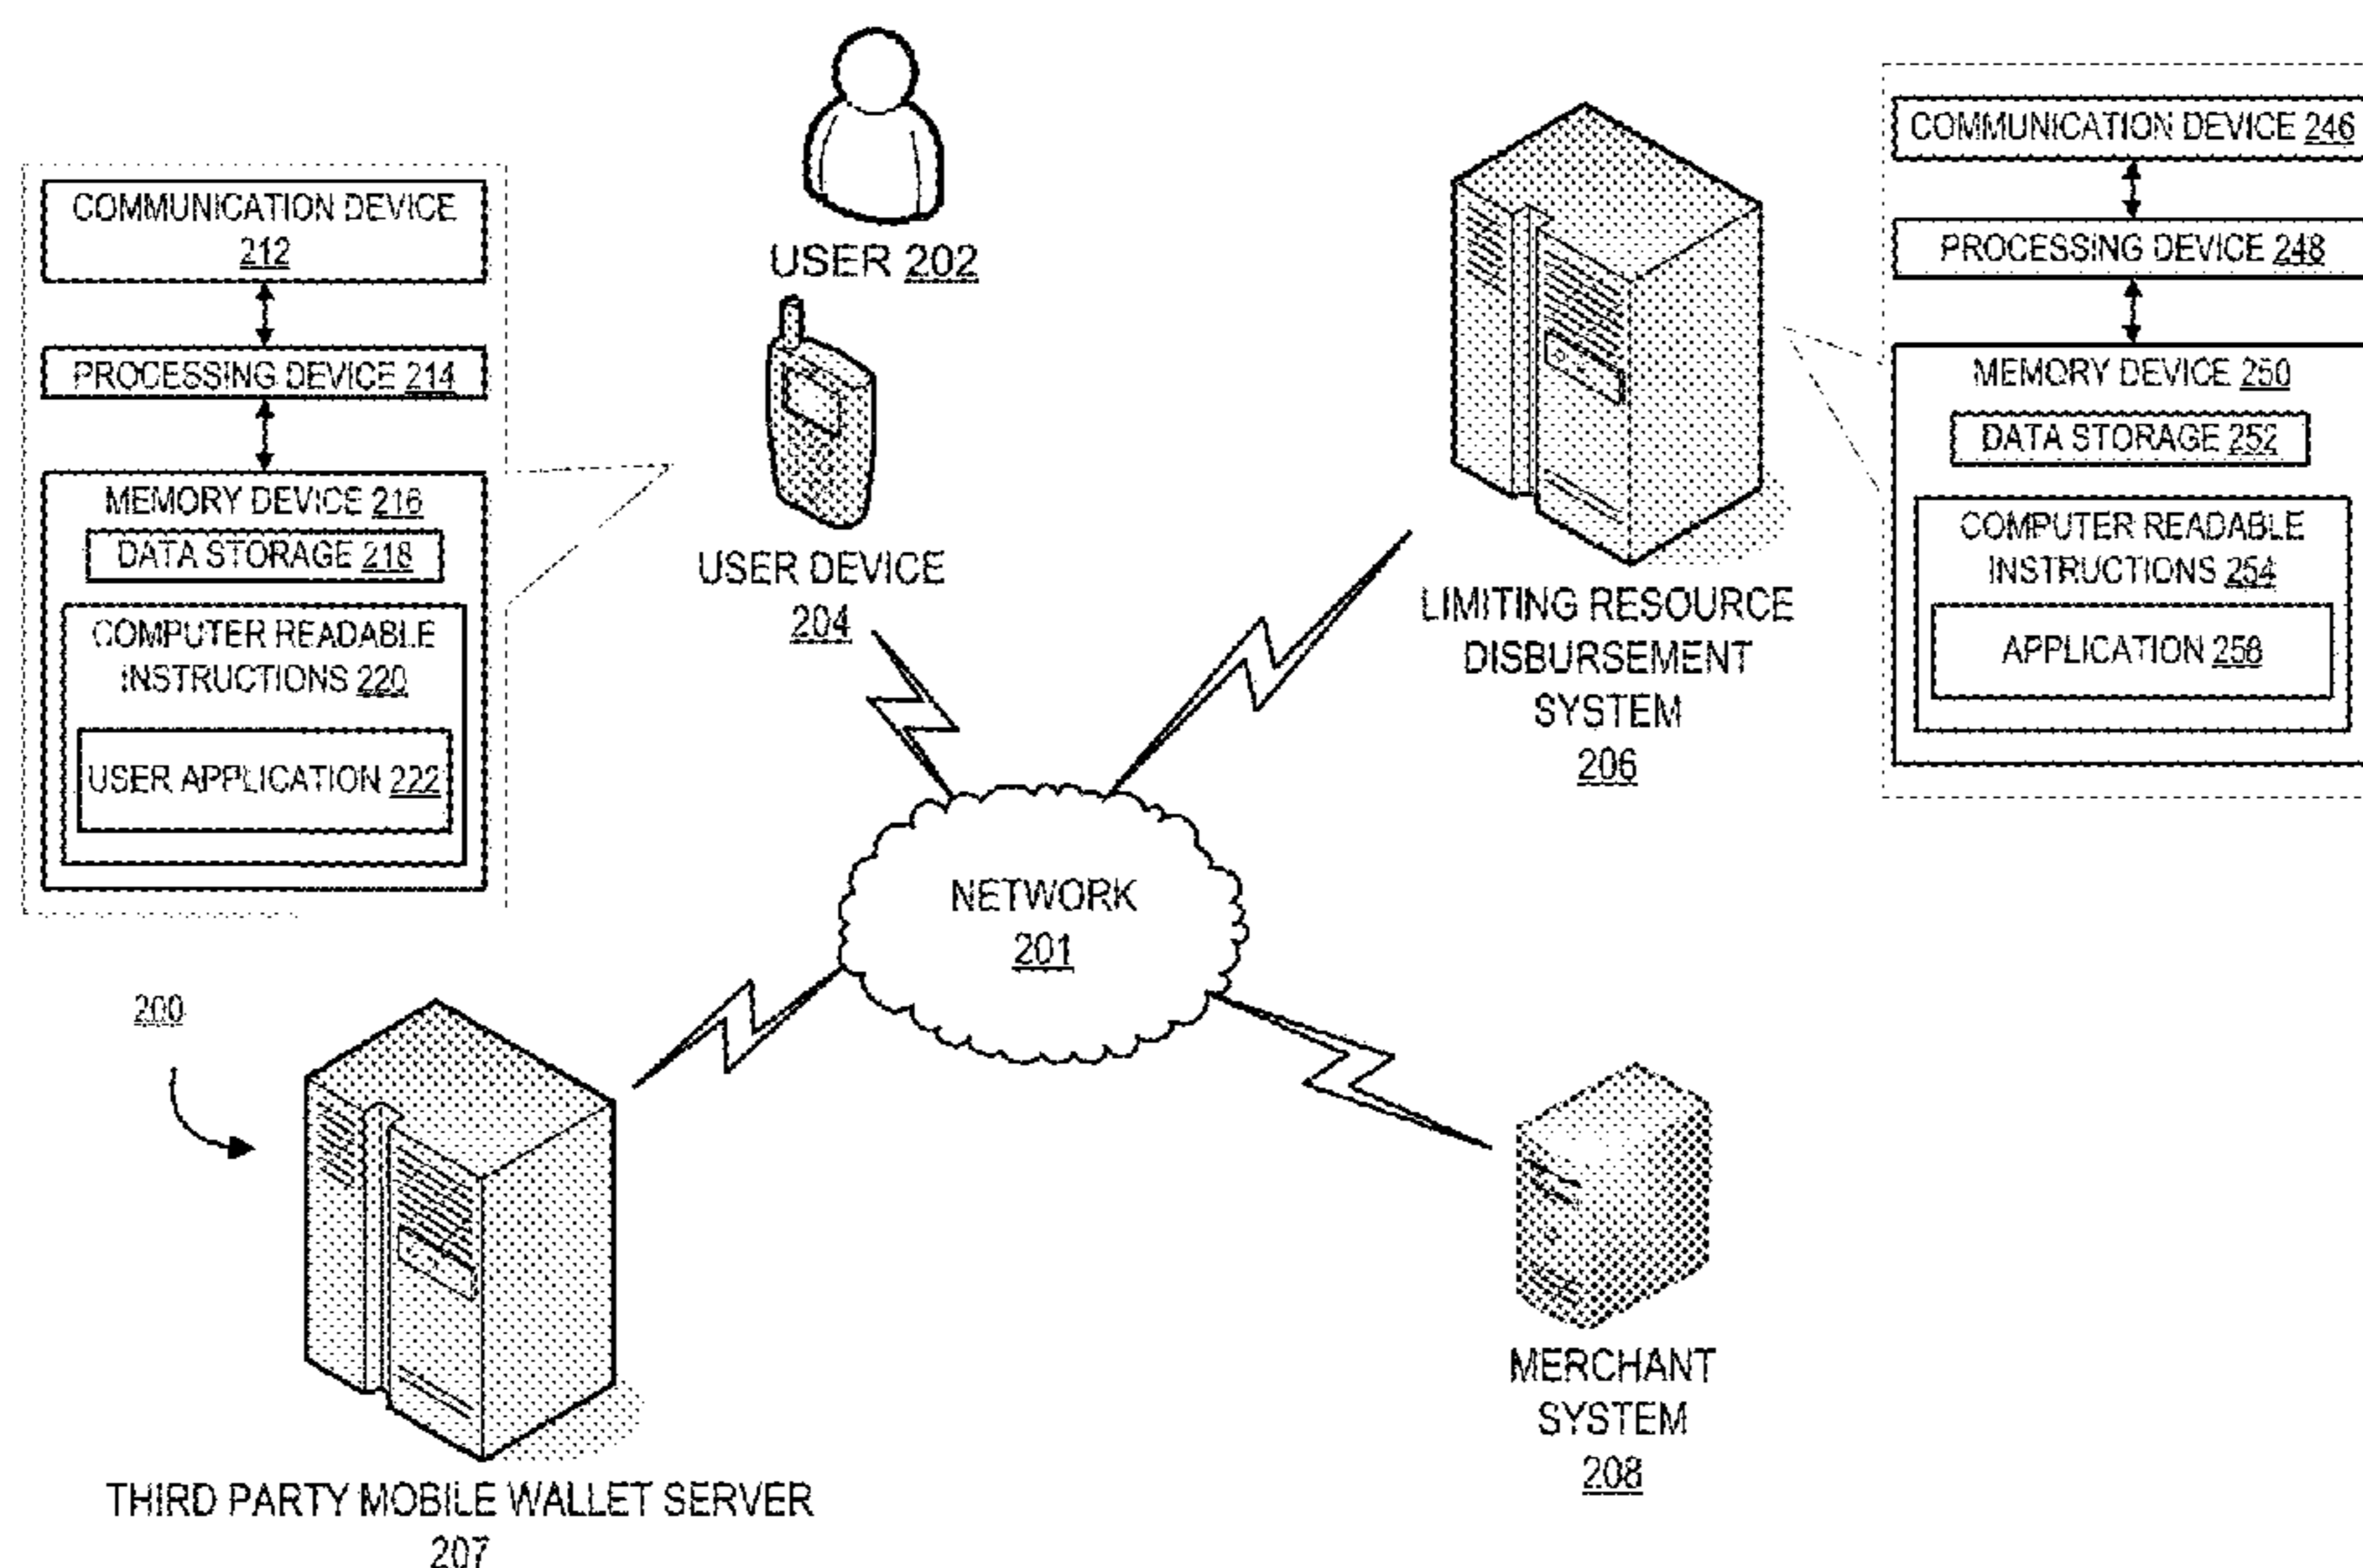 USER 202
COMMUNICATION DEVICE
212
PROCESSING DEVICE 214
MEMORY DEVICE 216
DATA STORAGE 218
COMPUTER READABLE
INSTRUCTIONS 220
USER APPLICATION 222
USER DEVICE
204
LIMITING RESOURCE
DISBURSEMENT
SYSTEM
206
COMMUNICATION DEVICE 246
PROCESSING DEVICE 248
MEMORY DEVICE 250
DATA STORAGE 252
COMPUTER READABLE
INSTRUCTIONS 254
APPLICATION 258
NETWORK
201
200
THIRD PARTY MOBILE WALLET SERVER
207
MERCHANT
SYSTEM
208